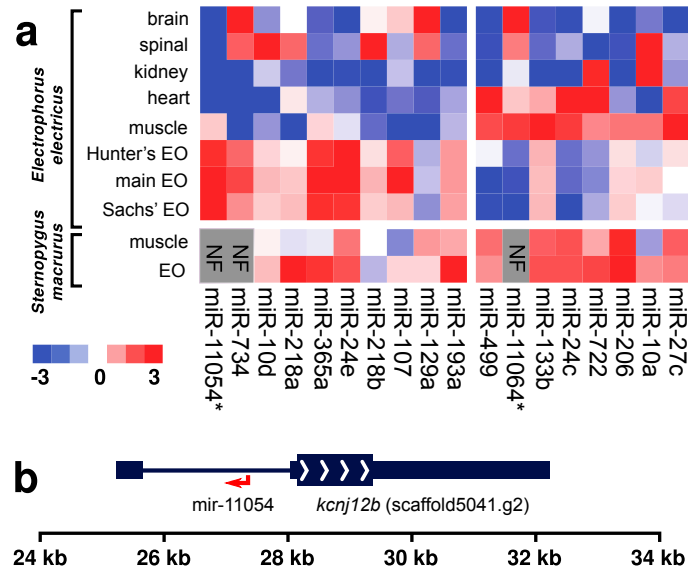 a
Electrophorus
electricus
brain
spinal
kidney
heart
muscle
Hunter's EO
main EO
Sachs' EO
Sternopygus
macrurus
muscle
EO
NF
NF
NF
miR-11054*
miR-734
miR-10d
miR-218a
miR-365a
miR-24e
miR-218b
miR-107
miR-129a
miR-193a
miR-499
miR-11064*
miR-133b
miR-24c
miR-722
miR-206
miR-10a
miR-27c
-3 0 3
b
mir-11054
kcnj12b (scaffold5041.g2)
24 kb 26 kb 28 kb 30 kb 32 kb 34 kb